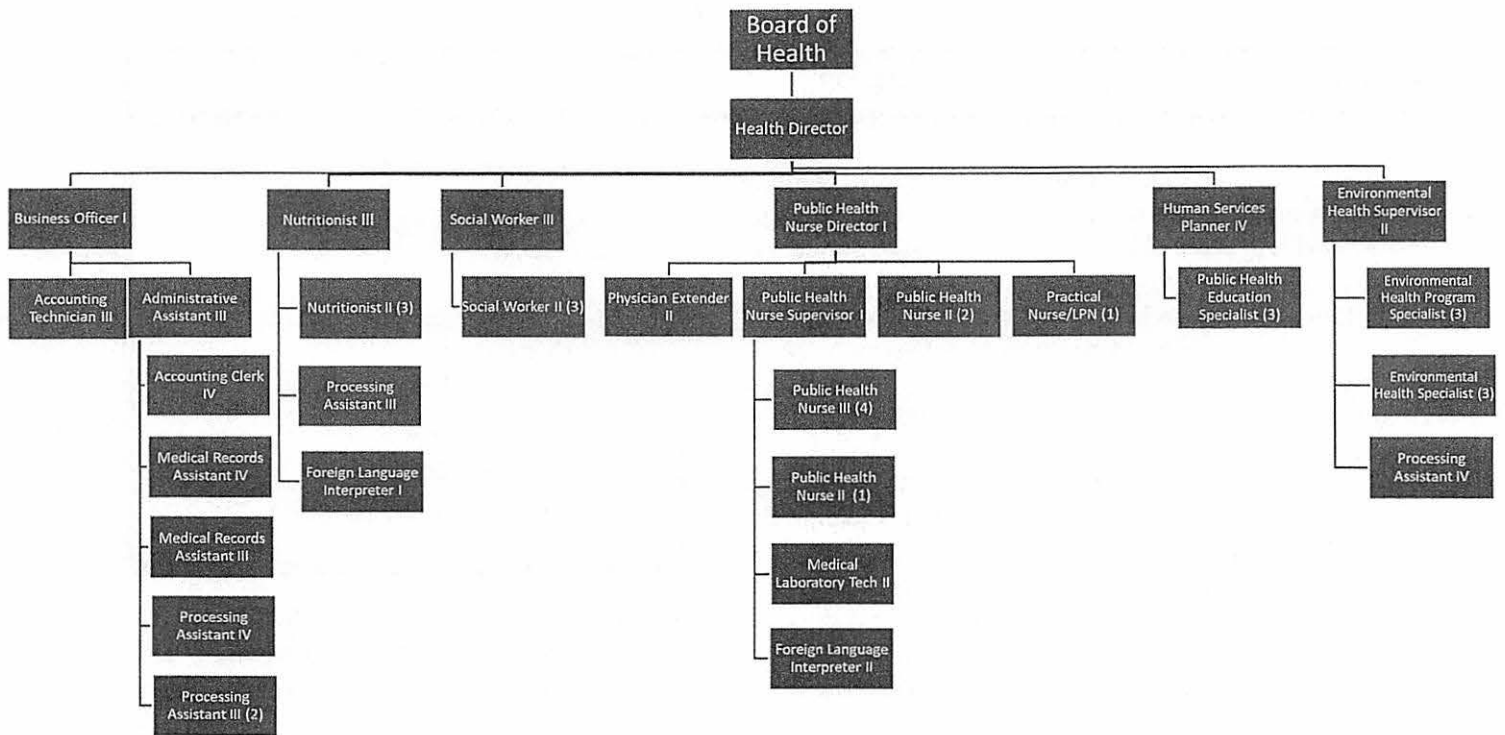 Board of
Health
Health Director
Business Officer I
Nutritionist III
Social Worker III
Public Health
Nurse Director I
Human Services
Planner IV
Environmental
Health Supervisor
II
Accounting
Technician III
Administrative
Assistant III
Accounting Clerk
IV
Medical Records
Assistant IV
Medical Records
Assistant III
Processing
Assistant IV
Processing
Assistant III (2)
Nutritionist II (3)
Processing
Assistant III
Foreign Language
Interpreter I
Social Worker II (3)
Physician Extender
II
Public Health
Nurse Supervisor I
Public Health
Nurse II (2)
Practical
Nurse/LPN (1)
Public Health
Nurse III (4)
Public Health
Nurse II (1)
Medical
Laboratory Tech II
Foreign Language
Interpreter II
Public Health
Education
Specialist (3)
Environmental
Health Program
Specialist (3)
Environmental
Health Specialist (3)
Processing
Assistant IV